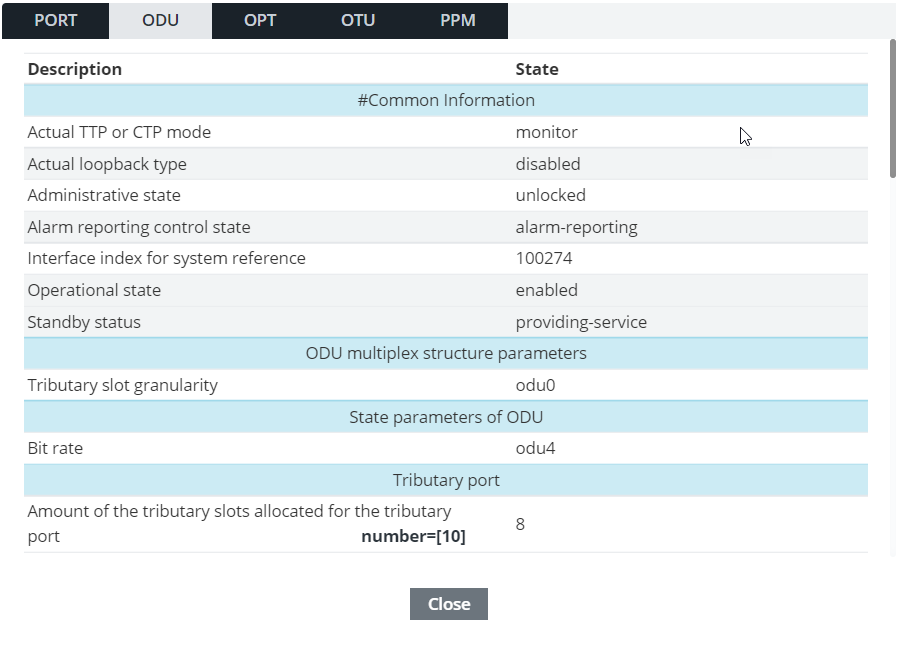 PORT ODU OPT OTU PPM
Description State
#Common Information
Actual TTP or CTP mode monitor
Actual loopback type disabled
Administrative state unlocked
Alarm reporting control state alarm-reporting
Interface index for system reference 100274
Operational state enabled
Standby status providing-service
ODU multiplex structure parameters
Tributary slot granularity odu0
State parameters of ODU
Bit rate odu4
Tributary port
Amount of the tributary slots allocated for the tributary
port number=[10] 8
Close